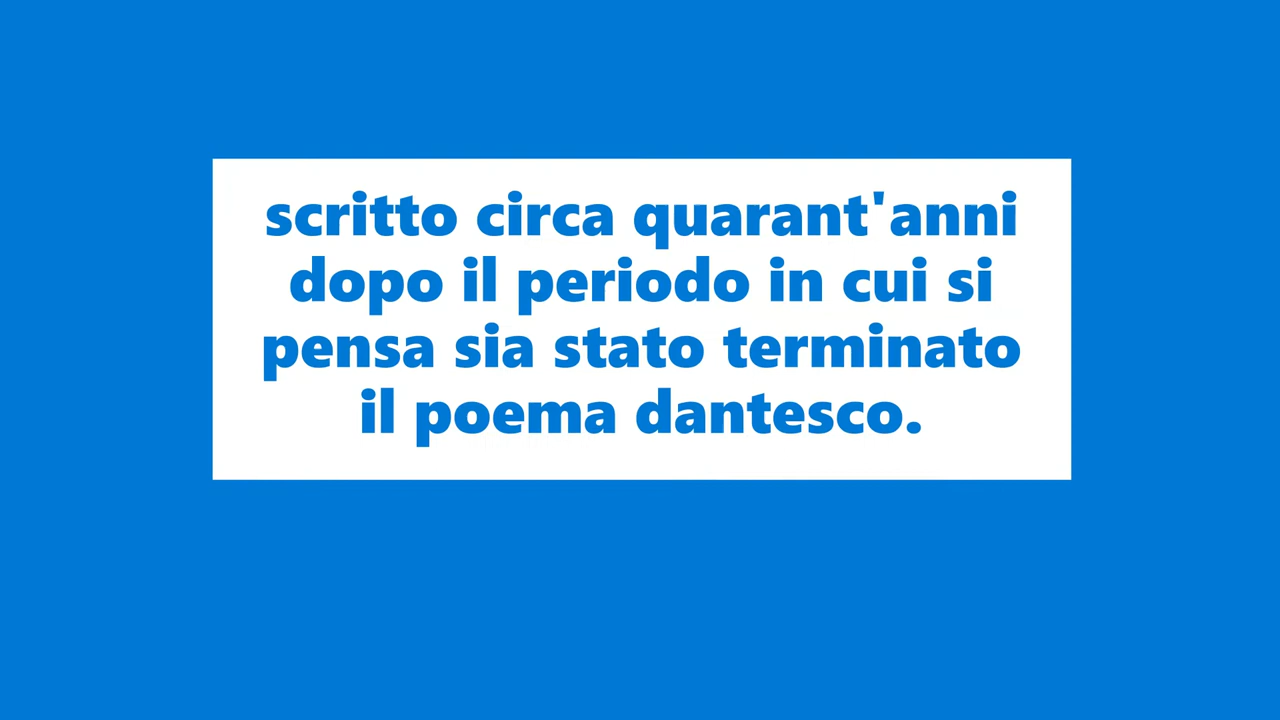 scritto circa quarant'anni
dopo il periodo in cui si
pensa sia stato terminato
il poema dantesco.